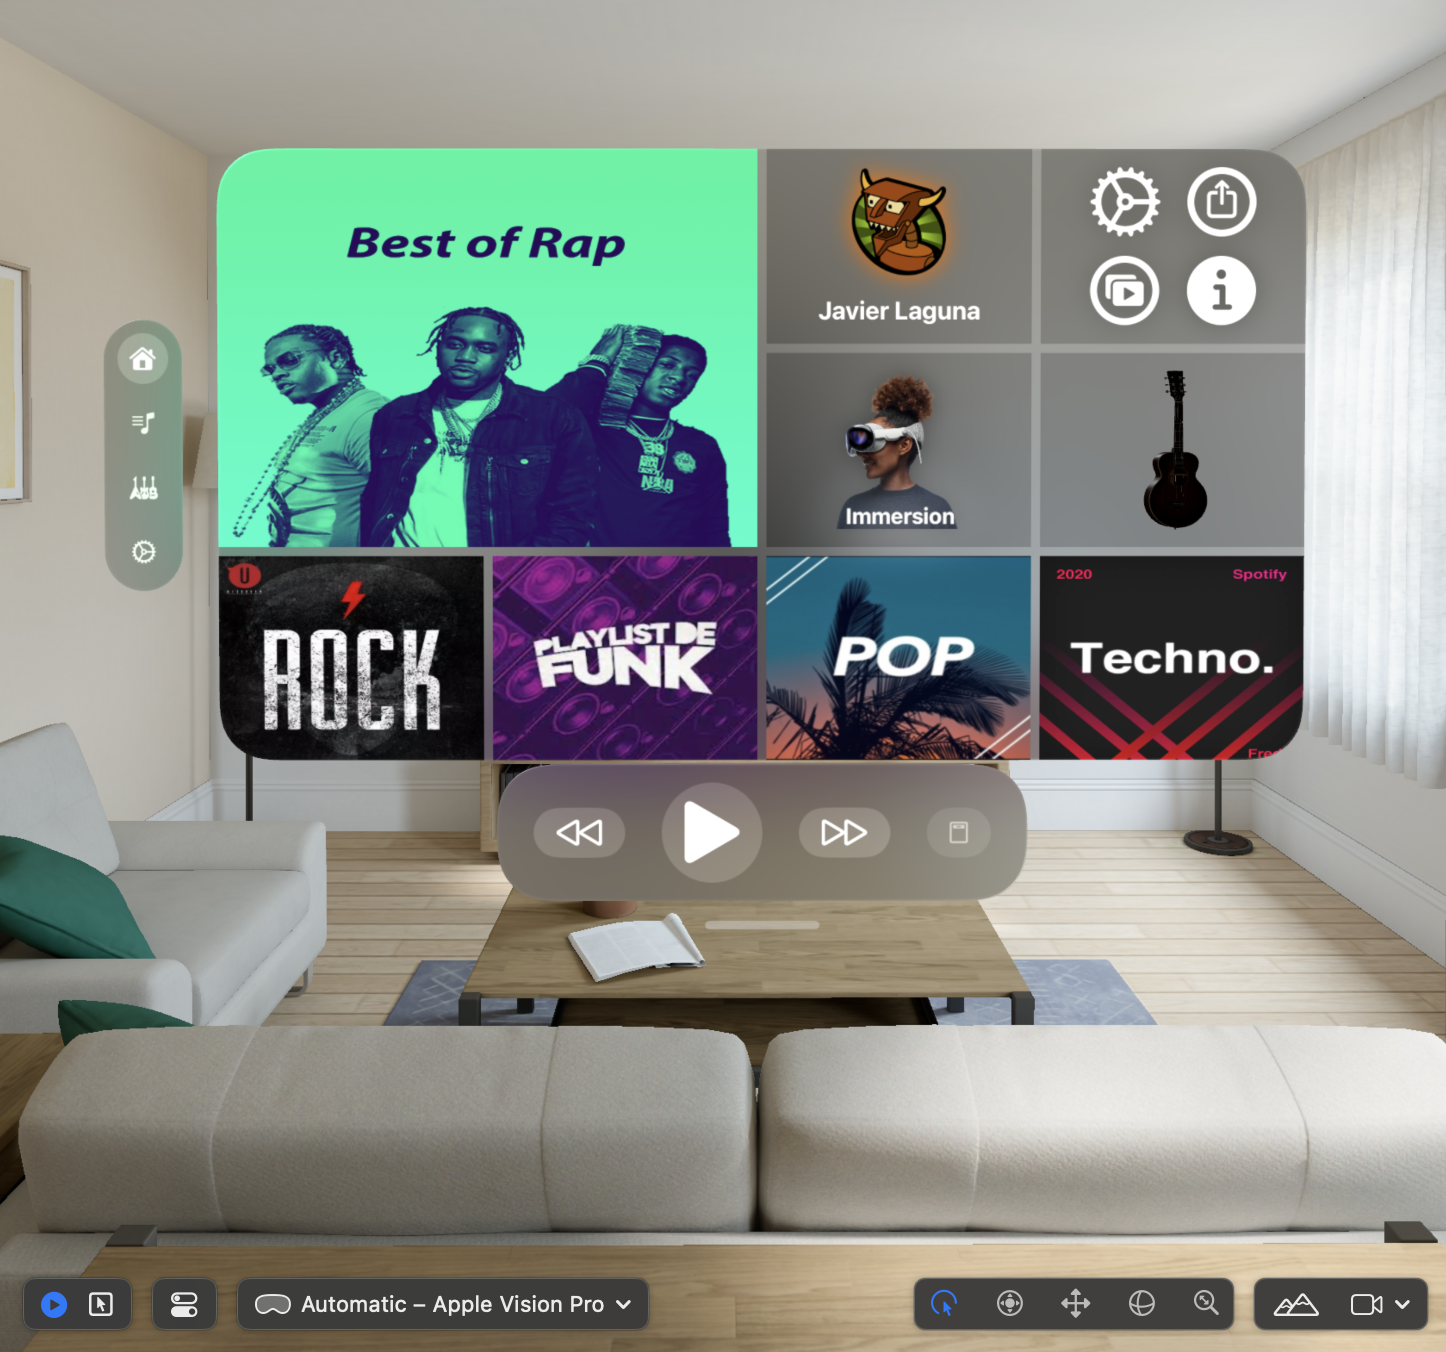 Best of Rap
Javier Laguna
Immersion
U
ROCK
PLAYLIST DE
FUNK
POP
2020
Spotify
Techno.
Automatic – Apple Vision Pro